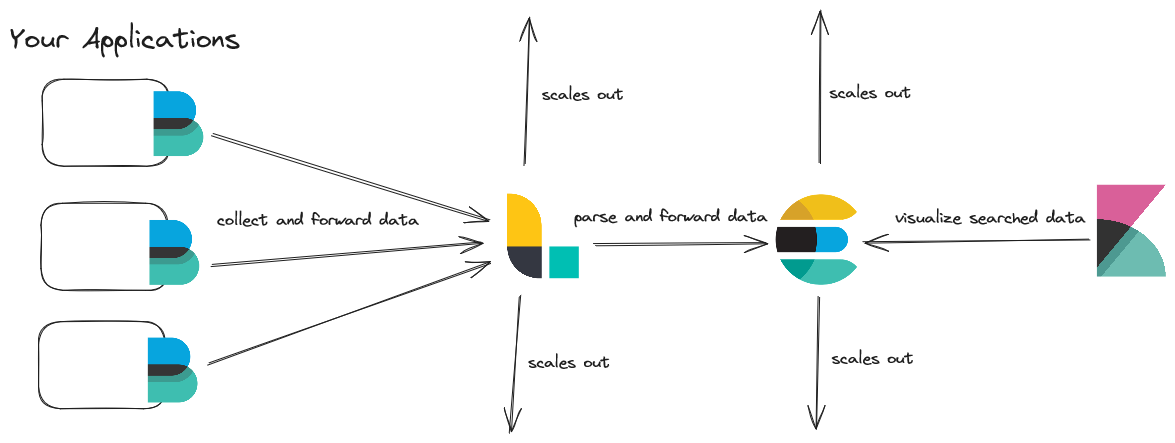 Your Applications
scales out
scales out
collect and forward data
parse and forward data
visualize searched data
scales out
scales out